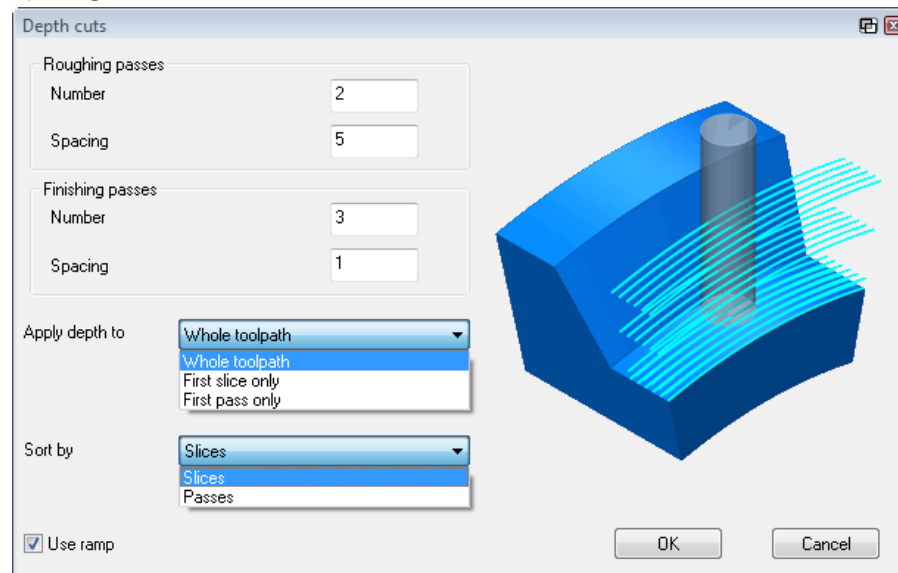 Depth cuts
Roughing passes
Number 2
Spacing 5
Finishing passes
Number 3
Spacing 1
Apply depth to Whole toolpath
Whole toolpath
First slice only
First pass only
Sort by Slices
Slices
Passes
Use ramp OK Cancel